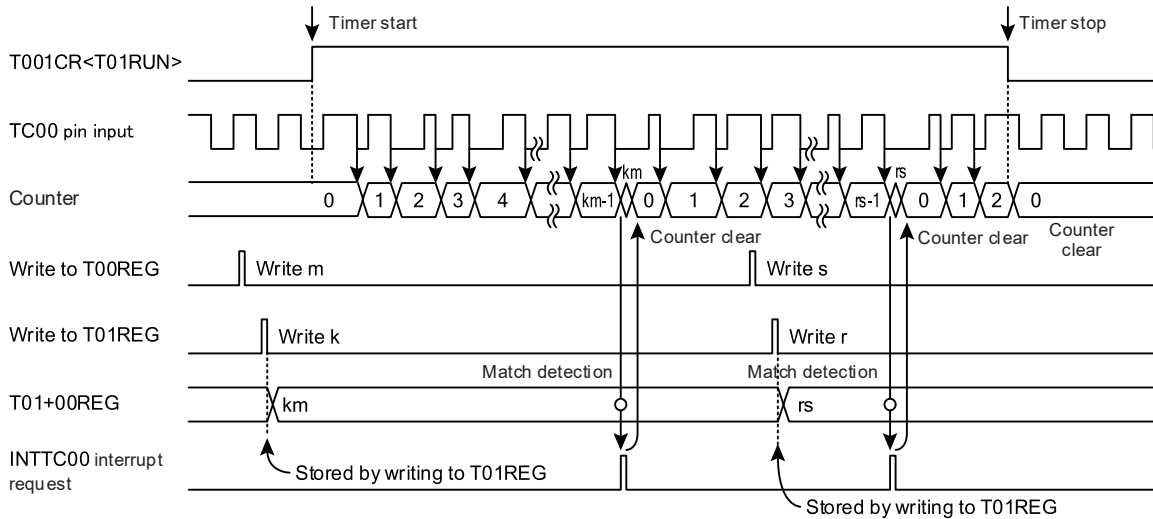 Timer start
Timer stop
T001CR<T01RUN>
TC00 pin input
km
rs
Counter
0 1 2 3 4 km-1 0 1 2 3 rs-1 0 1 2 0
Counter clear
Counter clear
Counter
clear
Write to T00REG
Write m
Write s
Write to T01REG
Write k
Write r
Match detection
Match detection
T01+00REG
km
rs
INTTC00 interrupt
request
Stored by writing to T01REG
Stored by writing to T01REG